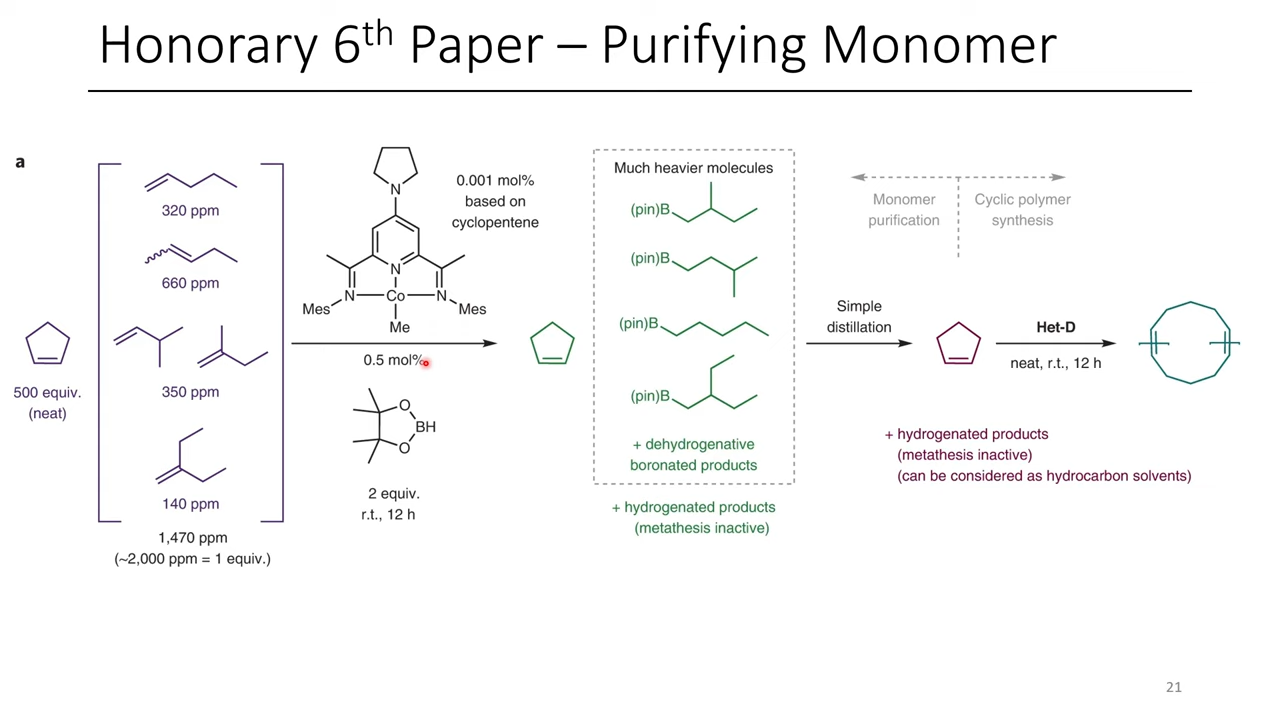 Honorary 6th Paper – Purifying Monomer
a
320 ppm
660 ppm
350 ppm
140 ppm
500 equiv.
(neat)
1,470 ppm
(~2,000 ppm = 1 equiv.)
N
N
N
Co
N
Mes
Mes
Me
0.001 mol%
based on
cyclopentene
0.5 mol%
O
BH
O
2 equiv.
r.t., 12 h
Much heavier molecules
(pin)B
(pin)B
(pin)B
(pin)B
+ dehydrogenative
boronated products
+ hydrogenated products
(metathesis inactive)
Monomer
purification
Cyclic polymer
synthesis
Simple
distillation
Het-D
neat, r.t., 12 h
+ hydrogenated products
(metathesis inactive)
(can be considered as hydrocarbon solvents)
21